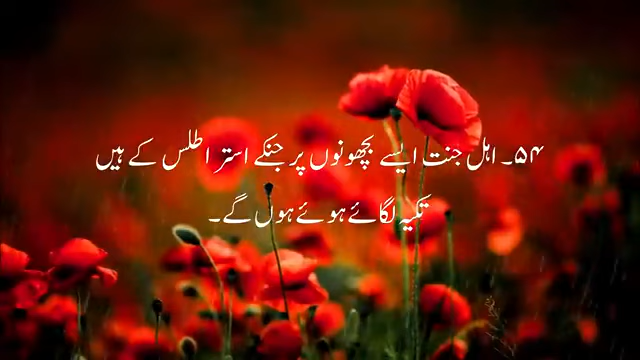 ۵۴۔ اہل جنت ایسے بچھونوں پر جنکے استر اطلس کے ہیں
تکیہ لگائے ہوئے ہوں گے۔